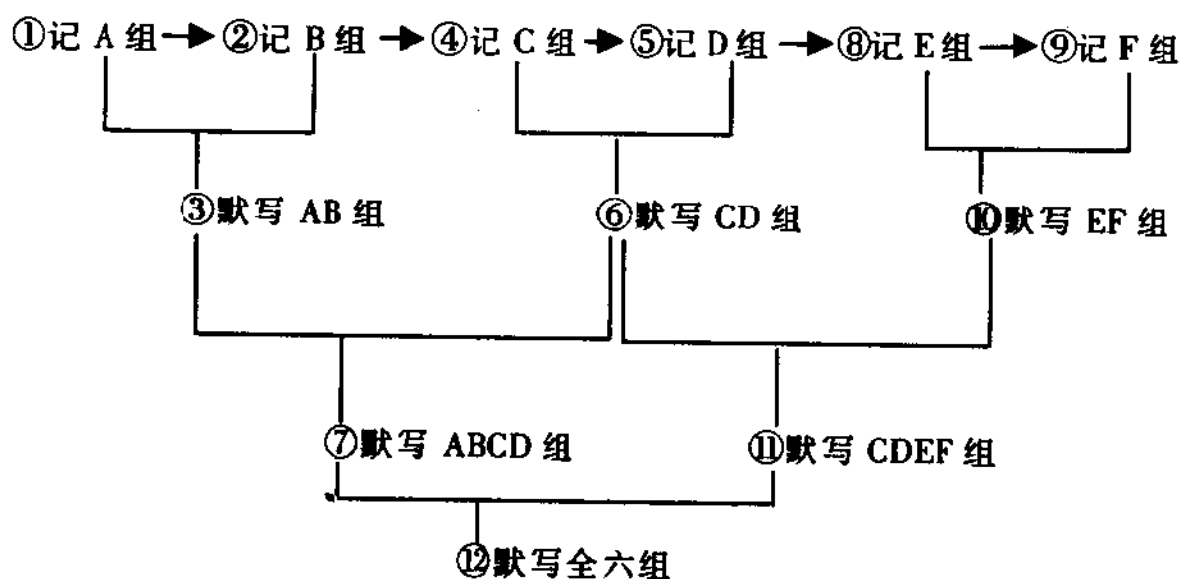 ①记 A 组→②记 B 组→④记 C 组→⑤记 D 组→⑧记 E 组→⑨记 F 组
③默写 AB 组 ⑥默写 CD 组 ⑩默写 EF 组
⑦默写 ABCD 组 ⑪默写 CDEF 组
⑫默写全六组